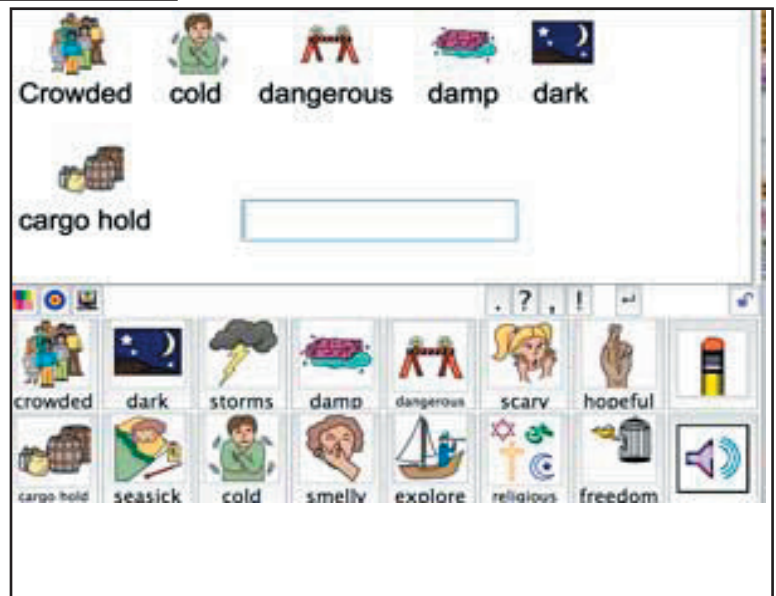 Crowded cold dangerous damp dark
cargo hold
. ? , !
crowded dark storms damp dangerous scary hopeful
cargo hold seasick cold smelly explore religious freedom